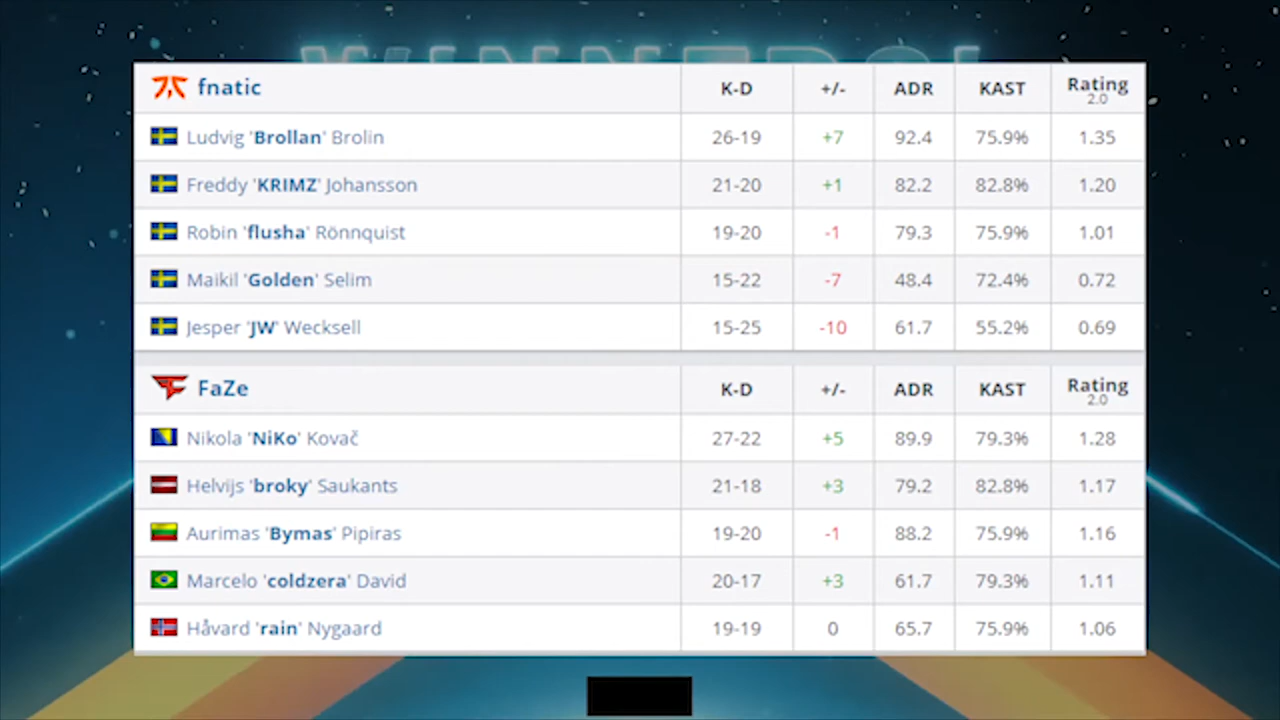 fnatic K-D +/- ADR KAST Rating 2.0
Ludvig 'Brollan' Brolin 26-19 +7 92.4 75.9% 1.35
Freddy 'KRIMZ' Johansson 21-20 +1 82.2 82.8% 1.20
Robin 'flusha' Rönnquist 19-20 -1 79.3 75.9% 1.01
Maikil 'Golden' Selim 15-22 -7 48.4 72.4% 0.72
Jesper 'JW' Wecksell 15-25 -10 61.7 55.2% 0.69
FaZe K-D +/- ADR KAST Rating 2.0
Nikola 'NiKo' Kovač 27-22 +5 89.9 79.3% 1.28
Helvijs 'broky' Saukants 21-18 +3 79.2 82.8% 1.17
Aurimas 'Bymas' Pipiras 19-20 -1 88.2 75.9% 1.16
Marcelo 'coldzera' David 20-17 +3 61.7 79.3% 1.11
Håvard 'rain' Nygaard 19-19 0 65.7 75.9% 1.06